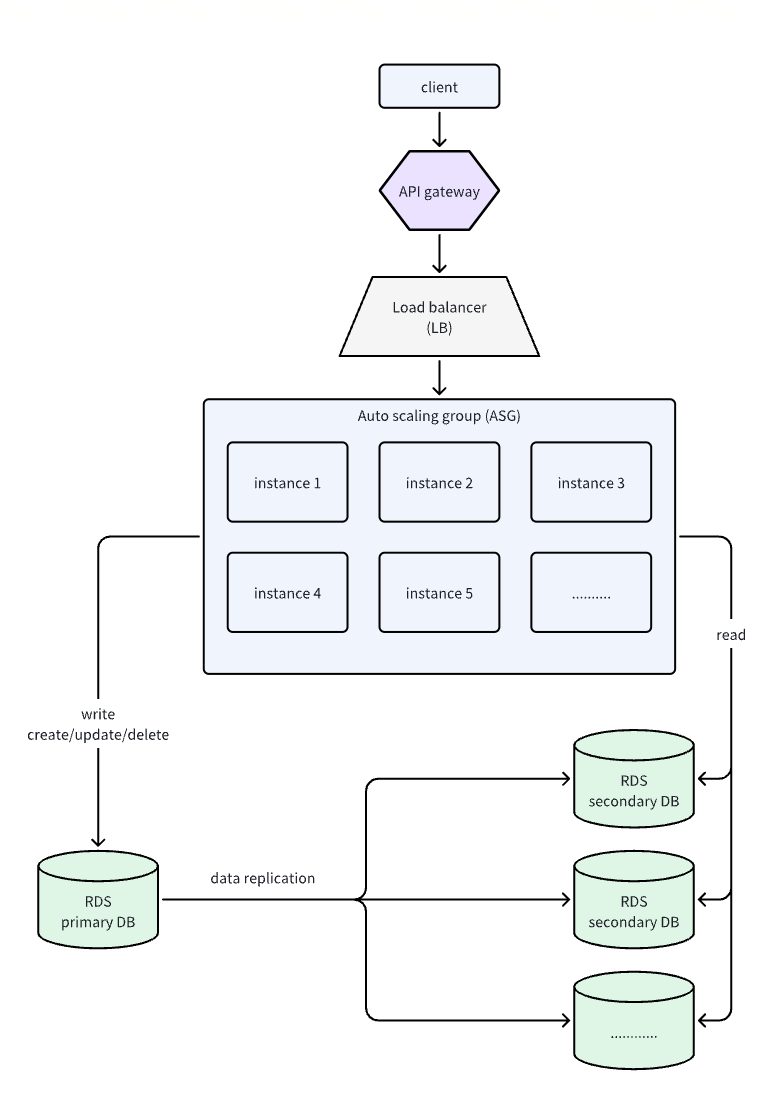 client
API gateway
Load balancer
(LB)
Auto scaling group (ASG)
instance 1
instance 2
instance 3
instance 4
instance 5
..........
read
write
create/update/delete
RDS
secondary DB
data replication
RDS
primary DB
RDS
secondary DB
............